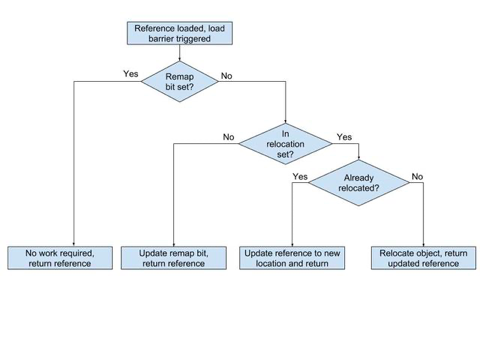 Reference loaded, load
barrier triggered
Yes
Remap
bit set?
No
No
In
relocation
set?
Yes
Yes
Already
relocated?
No
No work required,
return reference
Update remap bit,
return reference
Update reference to new
location and return
Relocate object, return
updated reference